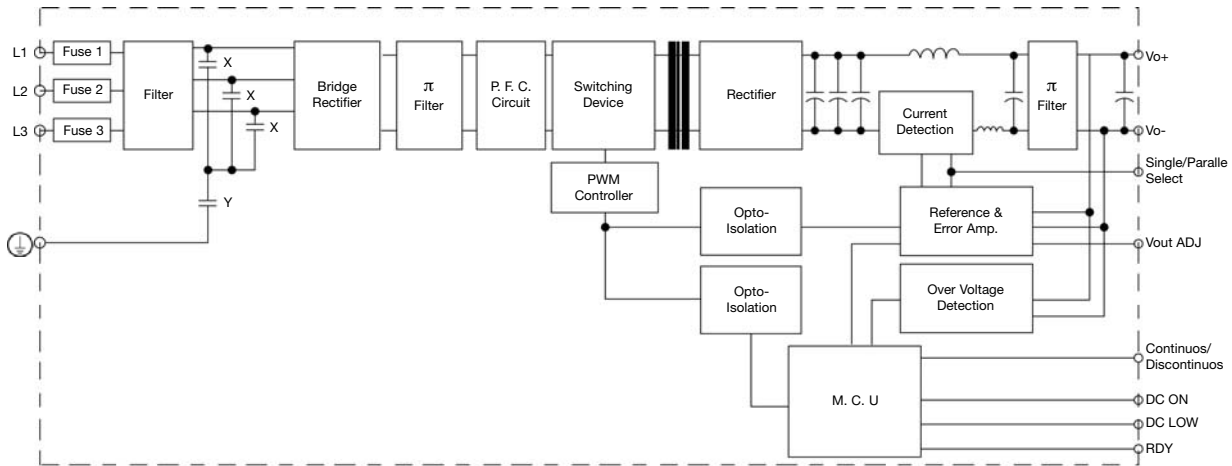 L1
Fuse 1
L2
Fuse 2
L3
Fuse 3
Filter
X
X
X
Y
Bridge
Rectifier
π
Filter
P. F. C.
Circuit
Switching
Device
PWM
Controller
Rectifier
Current
Detection
π
Filter
Vo+
Vo-
Single/Paralle
Select
Opto-
Isolation
Reference &
Error Amp.
Vout ADJ
Opto-
Isolation
Over Voltage
Detection
M. C. U
Continuos/
Discontinuos
DC ON
DC LOW
RDY